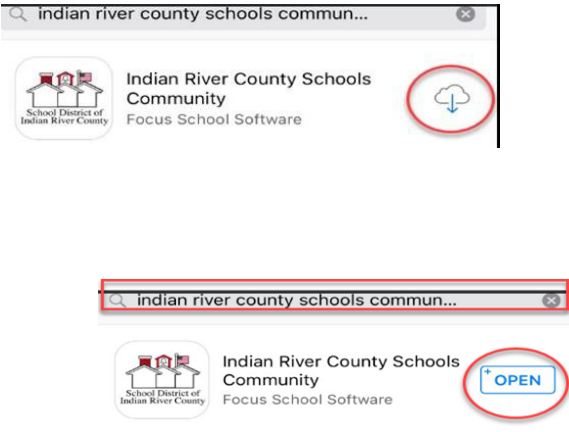 indian river county schools commun...
Indian River County Schools
Community
Focus School Software
School District of
Indian River County
indian river county schools commun...
Indian River County Schools
Community
Focus School Software
+OPEN
School District of
Indian River County